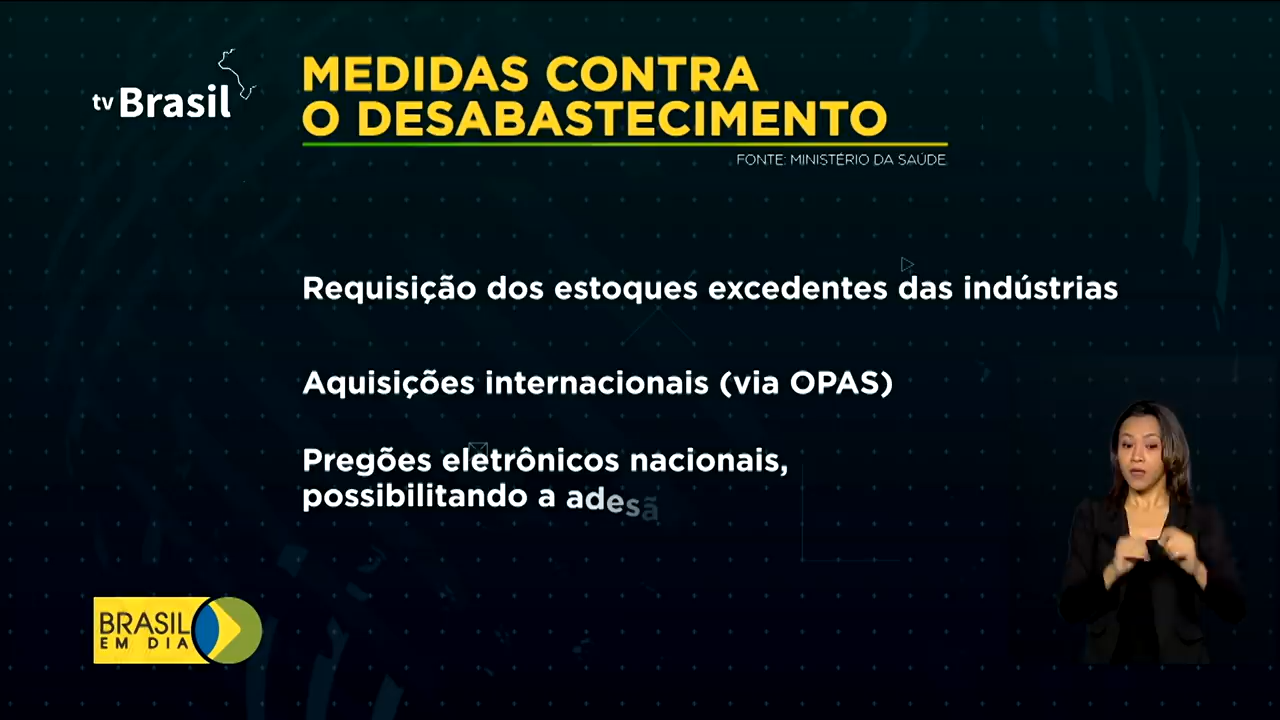 tv Brasil
MEDIDAS CONTRA
O DESABASTECIMENTO
FONTE: MINISTÉRIO DA SAÚDE
Requisição dos estoques excedentes das indústrias
Aquisições internacionais (via OPAS)
Pregões eletrônicos nacionais,
possibilitando a adesã
BRASIL
EM DIA